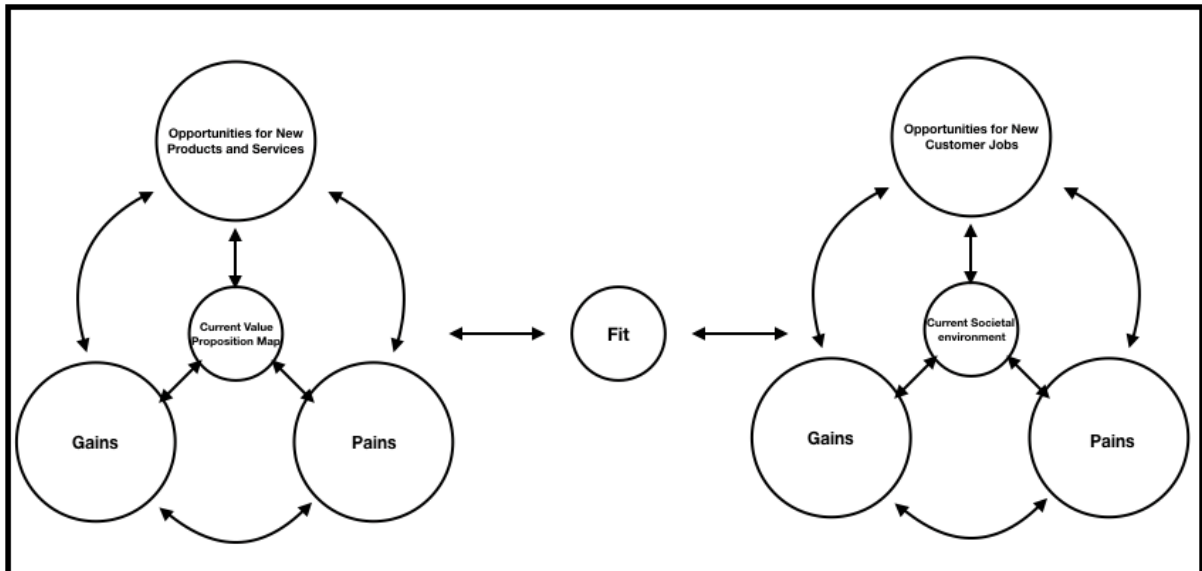 Opportunities for New
Products and Services
Current Value
Proposition Map
Gains
Pains
Fit
Opportunities for New
Customer Jobs
Current Societal
environment
Gains
Pains